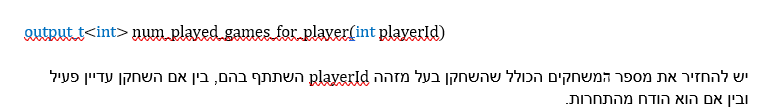 output_t<int> num_played_games_for_player(int playerId)
יש להחזיר את מספר המשחקים הכולל שהשחקן בעל מזהה playerId השתתף בהם, בין אם השחקן עדיין פעיל
ובין אם הוא הודח מהתחרות.